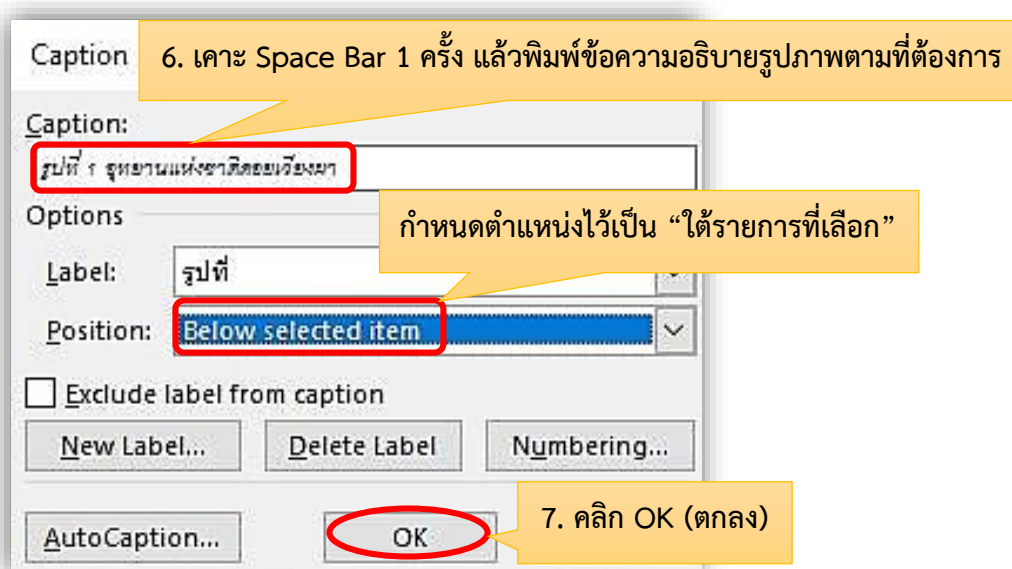 Caption
6. เคาะ Space Bar 1 ครั้ง แล้วพิมพ์ข้อความอธิบายรูปภาพตามที่ต้องการ
Caption:
รูปที่ 1 อุทยานแห่งชาติดอยเวียงผา
Options
กำหนดตำแหน่งไว้เป็น “ใต้รายการที่เลือก”
Label: รูปที่
Position: Below selected item
Exclude label from caption
New Label... Delete Label Numbering...
7. คลิก OK (ตกลง)
AutoCaption... OK